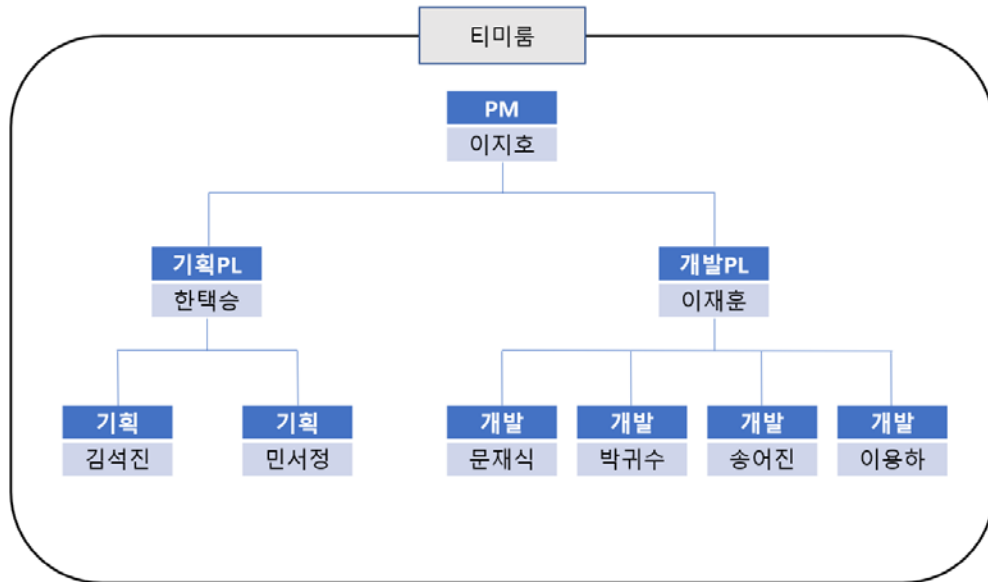 티미룸
PM
이지호
기획PL
개발PL
한택승
이재훈
기획
기획
개발
개발
개발
개발
김석진
민서정
문재식
박귀수
송어진
이용하